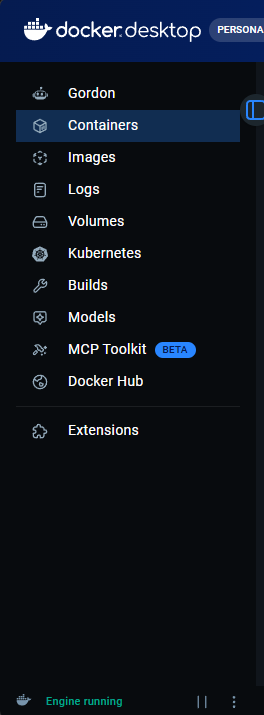 docker.desktop
PERSONA
Gordon
Containers
Images
Logs
Volumes
Kubernetes
Builds
Models
MCP Toolkit BETA
Docker Hub
Extensions
Engine running